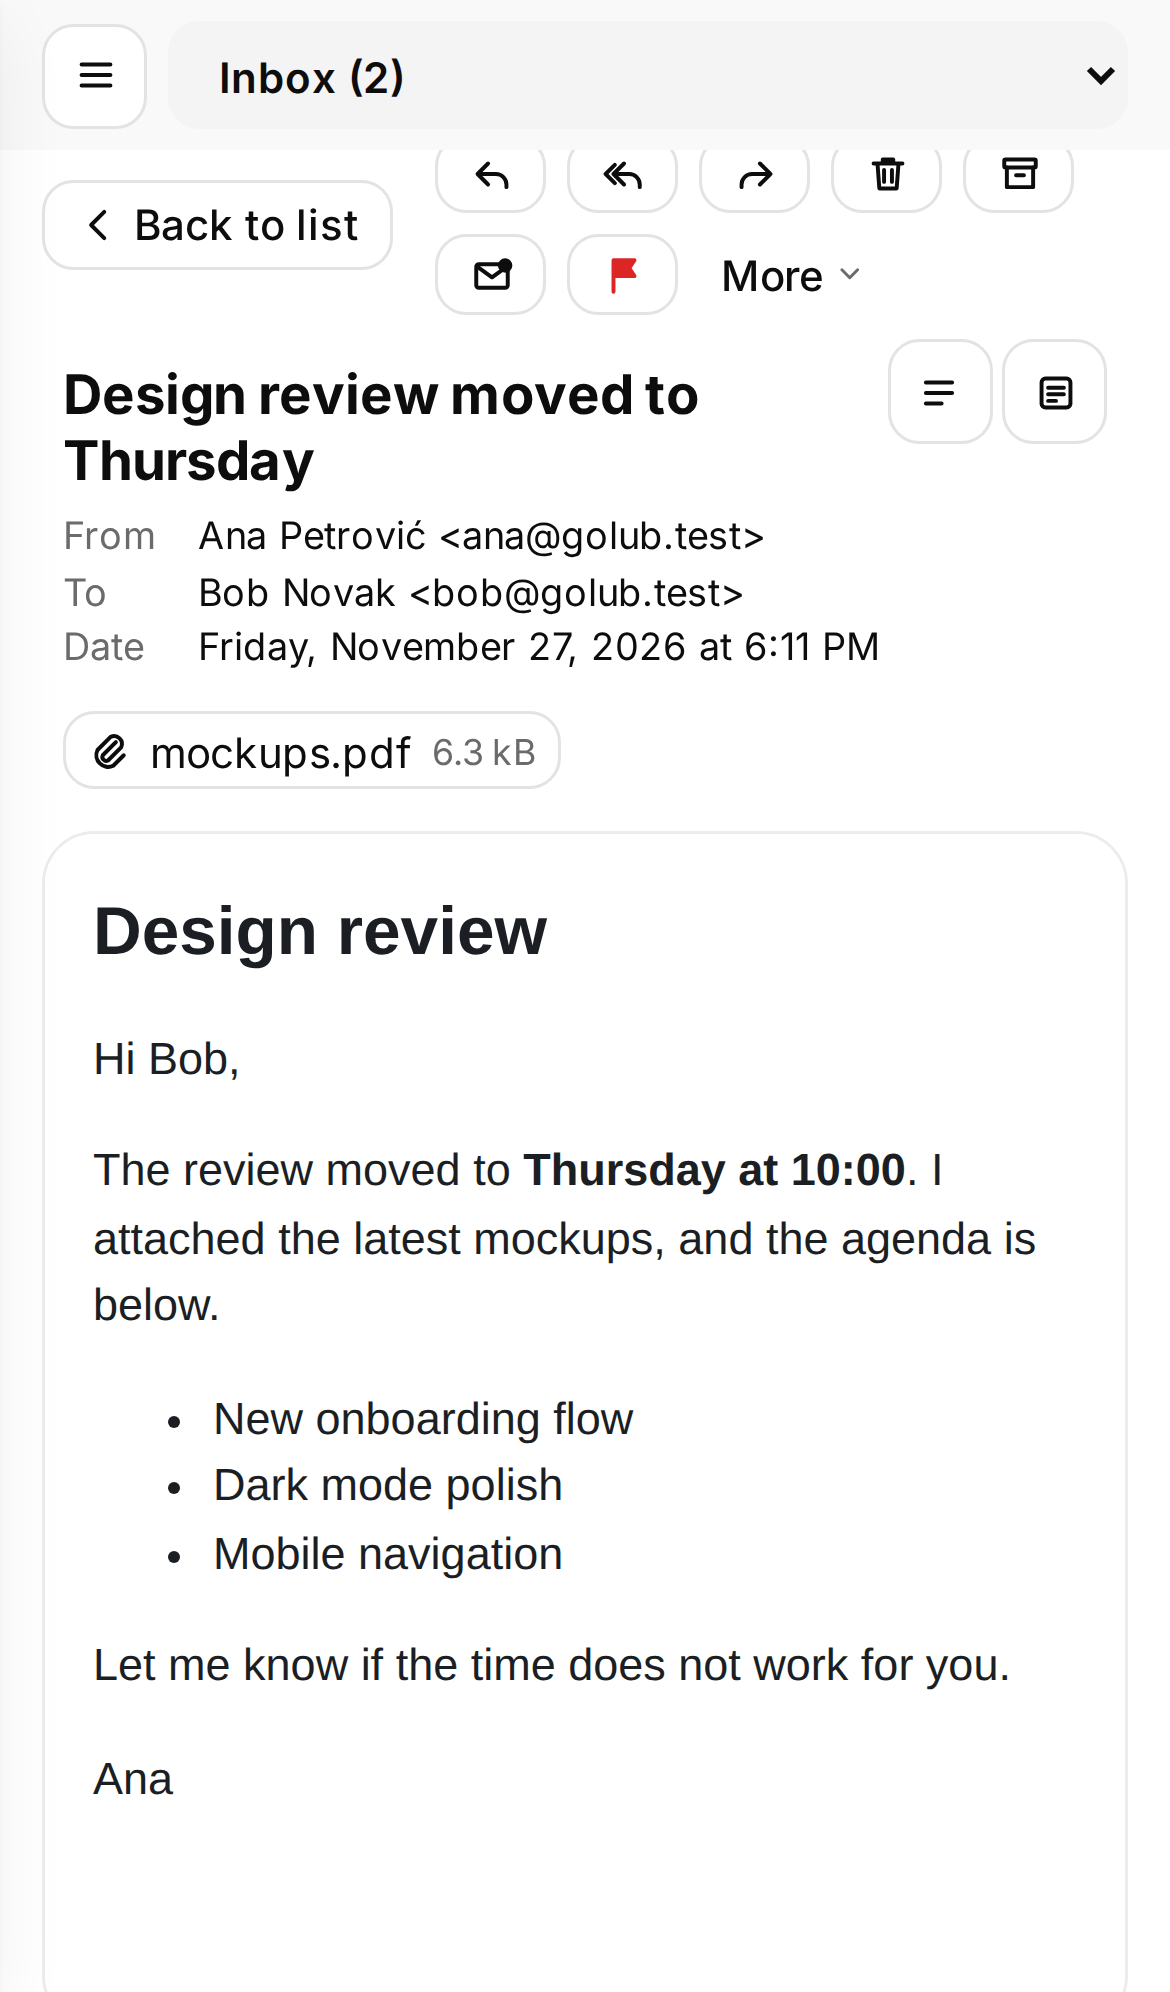 Inbox (2)
Back to list
More
Design review moved to
Thursday
From Ana Petrović <ana@golub.test>
To Bob Novak <bob@golub.test>
Date Friday, November 27, 2026 at 6:11 PM
mockups.pdf 6.3 kB
Design review
Hi Bob,
The review moved to Thursday at 10:00. I
attached the latest mockups, and the agenda is
below.
• New onboarding flow
• Dark mode polish
• Mobile navigation
Let me know if the time does not work for you.
Ana